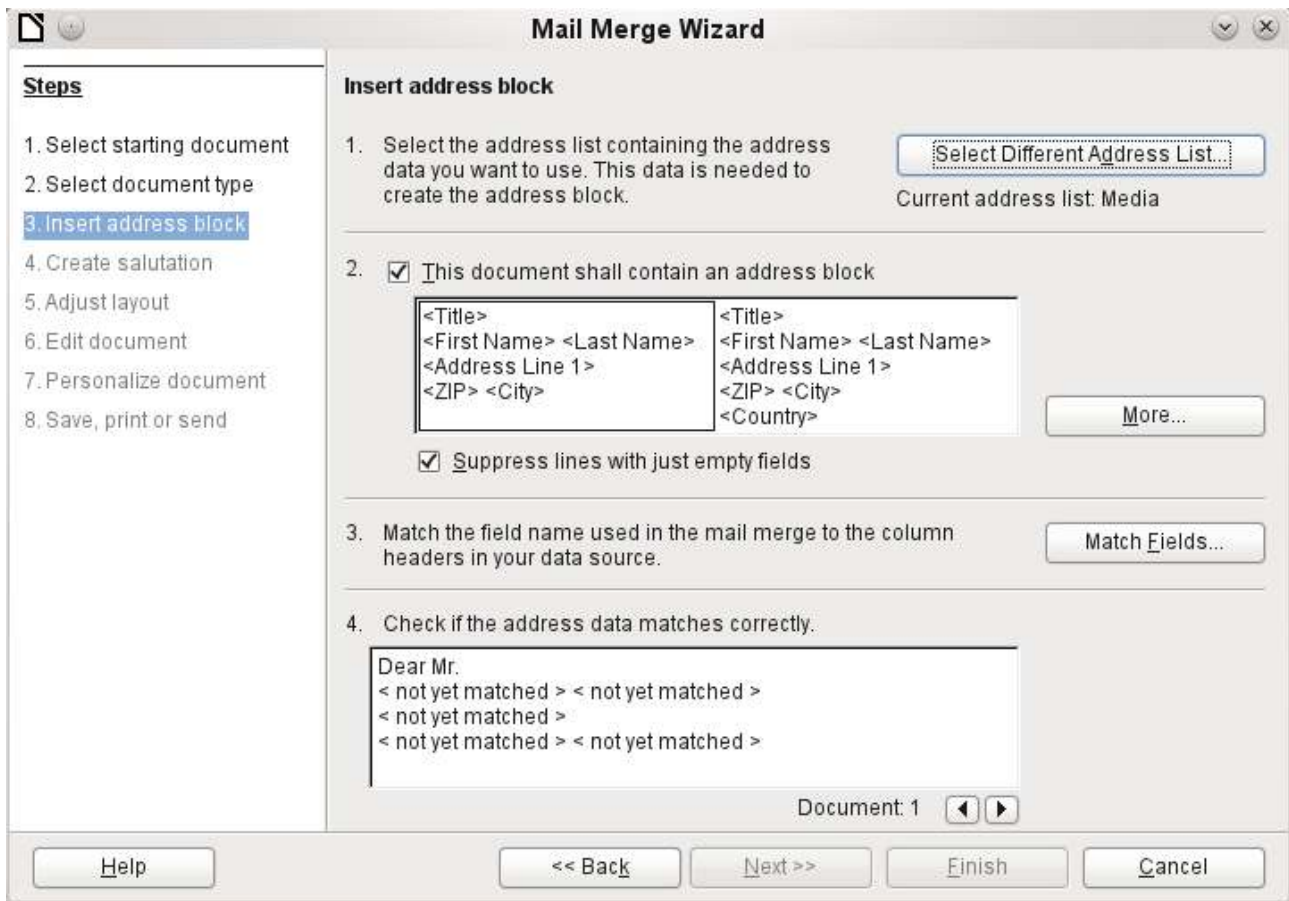 Mail Merge Wizard
Steps
1. Select starting document
2. Select document type
3. Insert address block
4. Create salutation
5. Adjust layout
6. Edit document
7. Personalize document
8. Save, print or send
Insert address block
1. Select the address list containing the address
data you want to use. This data is needed to
create the address block.
Select Different Address List...
Current address list: Media
2. This document shall contain an address block
<Title>
<First Name> <Last Name>
<Address Line 1>
<ZIP> <City>
<Title>
<First Name> <Last Name>
<Address Line 1>
<ZIP> <City>
<Country>
More...
Suppress lines with just empty fields
3. Match the field name used in the mail merge to the column
headers in your data source.
Match Fields...
4. Check if the address data matches correctly.
Dear Mr.
< not yet matched > < not yet matched >
< not yet matched >
< not yet matched > < not yet matched >
Document: 1
Help
<< Back
Next >>
Finish
Cancel